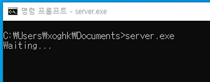 명령 프롬프트 - server.exe
C:\Users\xoghk\Documents>server.exe
Waiting...